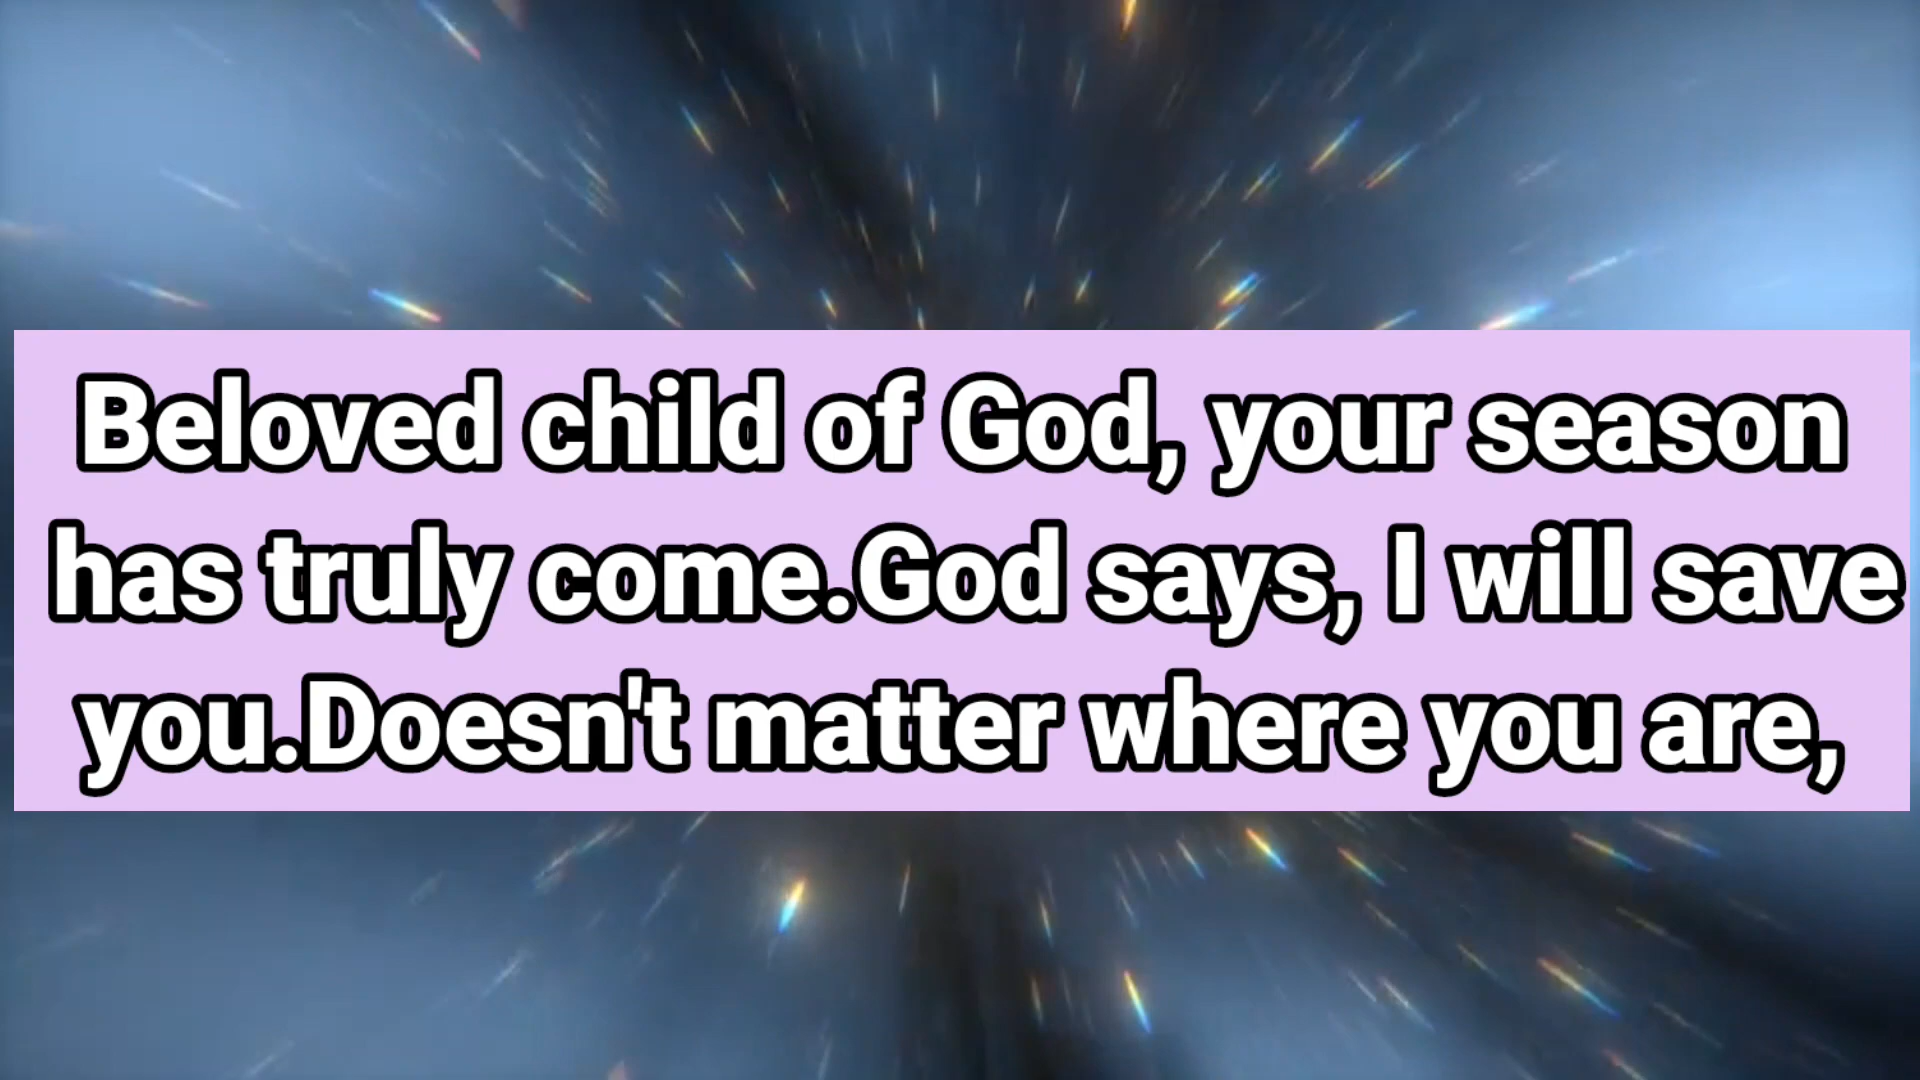 Beloved child of God, your season
has truly come.God says, I will save
you.Doesn't matter where you are,